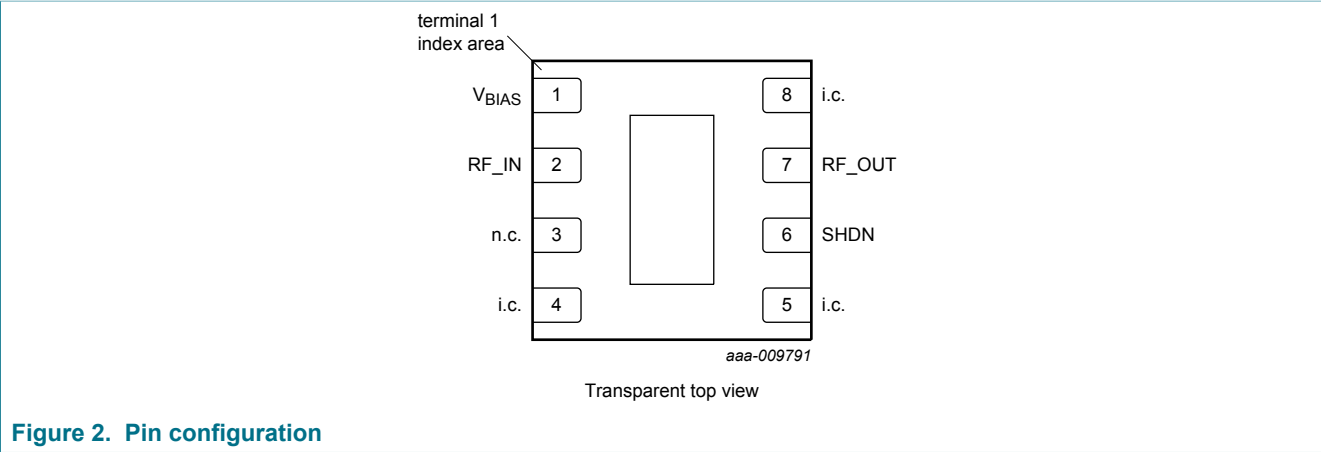 terminal 1
index area
VBIAS 1 8 i.c.
RF_IN 2 7 RF_OUT
n.c. 3 6 SHDN
i.c. 4 5 i.c.
aaa-009791
Transparent top view
Figure 2. Pin configuration